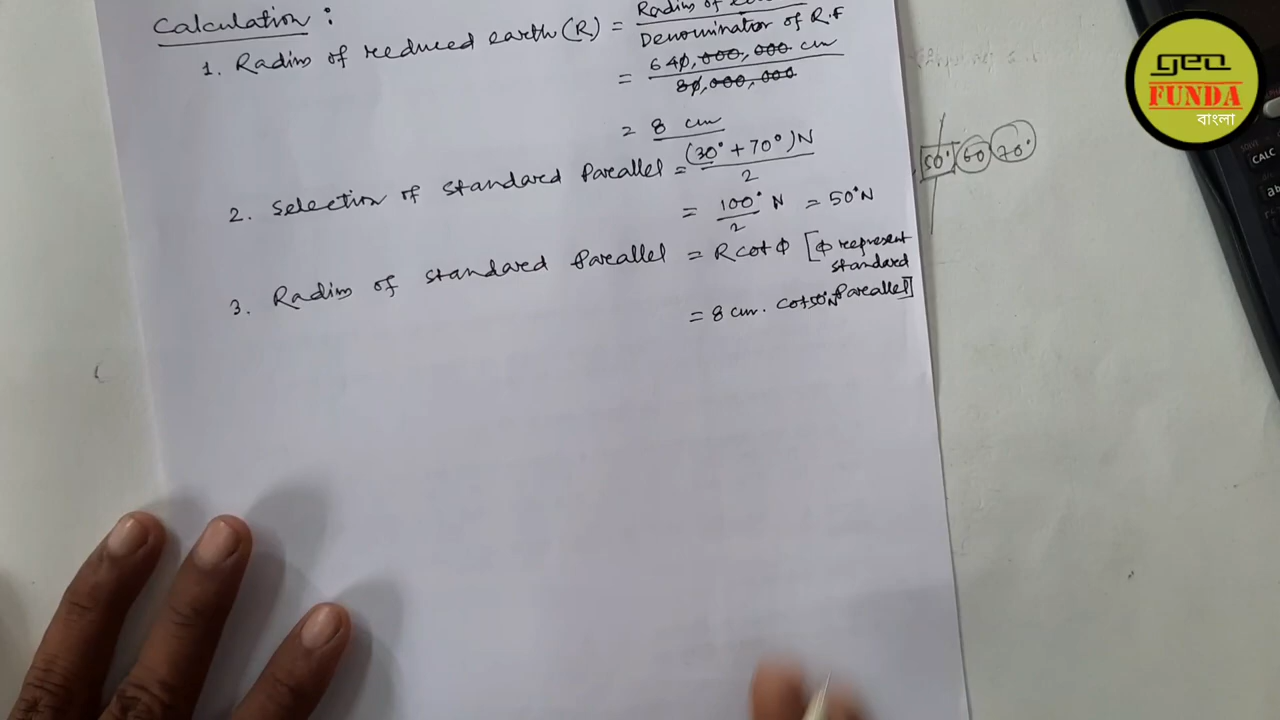 Calculation :
Radius of
1. Radius of reduced earth (R) = Denominator of R.F
= 640,000,000 cm
80,000,000
= 8 cm
2. Selection of Standard Parallel = (30° + 70°)N
2
= 100° N = 50°N
2
3. Radius of Standard Parallel = R cot φ [φ represent
standard
Parallel]
= 8 cm. cot 50°N
50° 60 70°
geo
FUNDA
বাংলা
CALC